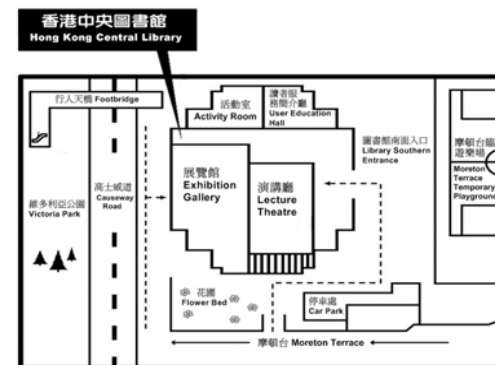 香港中央圖書館
Hong Kong Central Library
行人天橋 Footbridge
活動室
Activity Room
讀者服
務簡介廳
User Education
Hall
圖書館南面入口
Library Southern
Entrance
摩頓台臨
遊樂場
Moreton
Terrace
Temporary
Playground
展覽館
Exhibition
Gallery
演講廳
Lecture
Theatre
維多利亞公園
Victoria Park
高士威道
Causeway
Road
花圃
Flower Bed
停車處
Car Park
摩頓台 Moreton Terrace